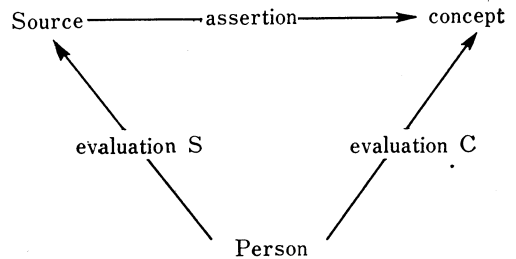 Source assertion concept
evaluation S evaluation C
Person